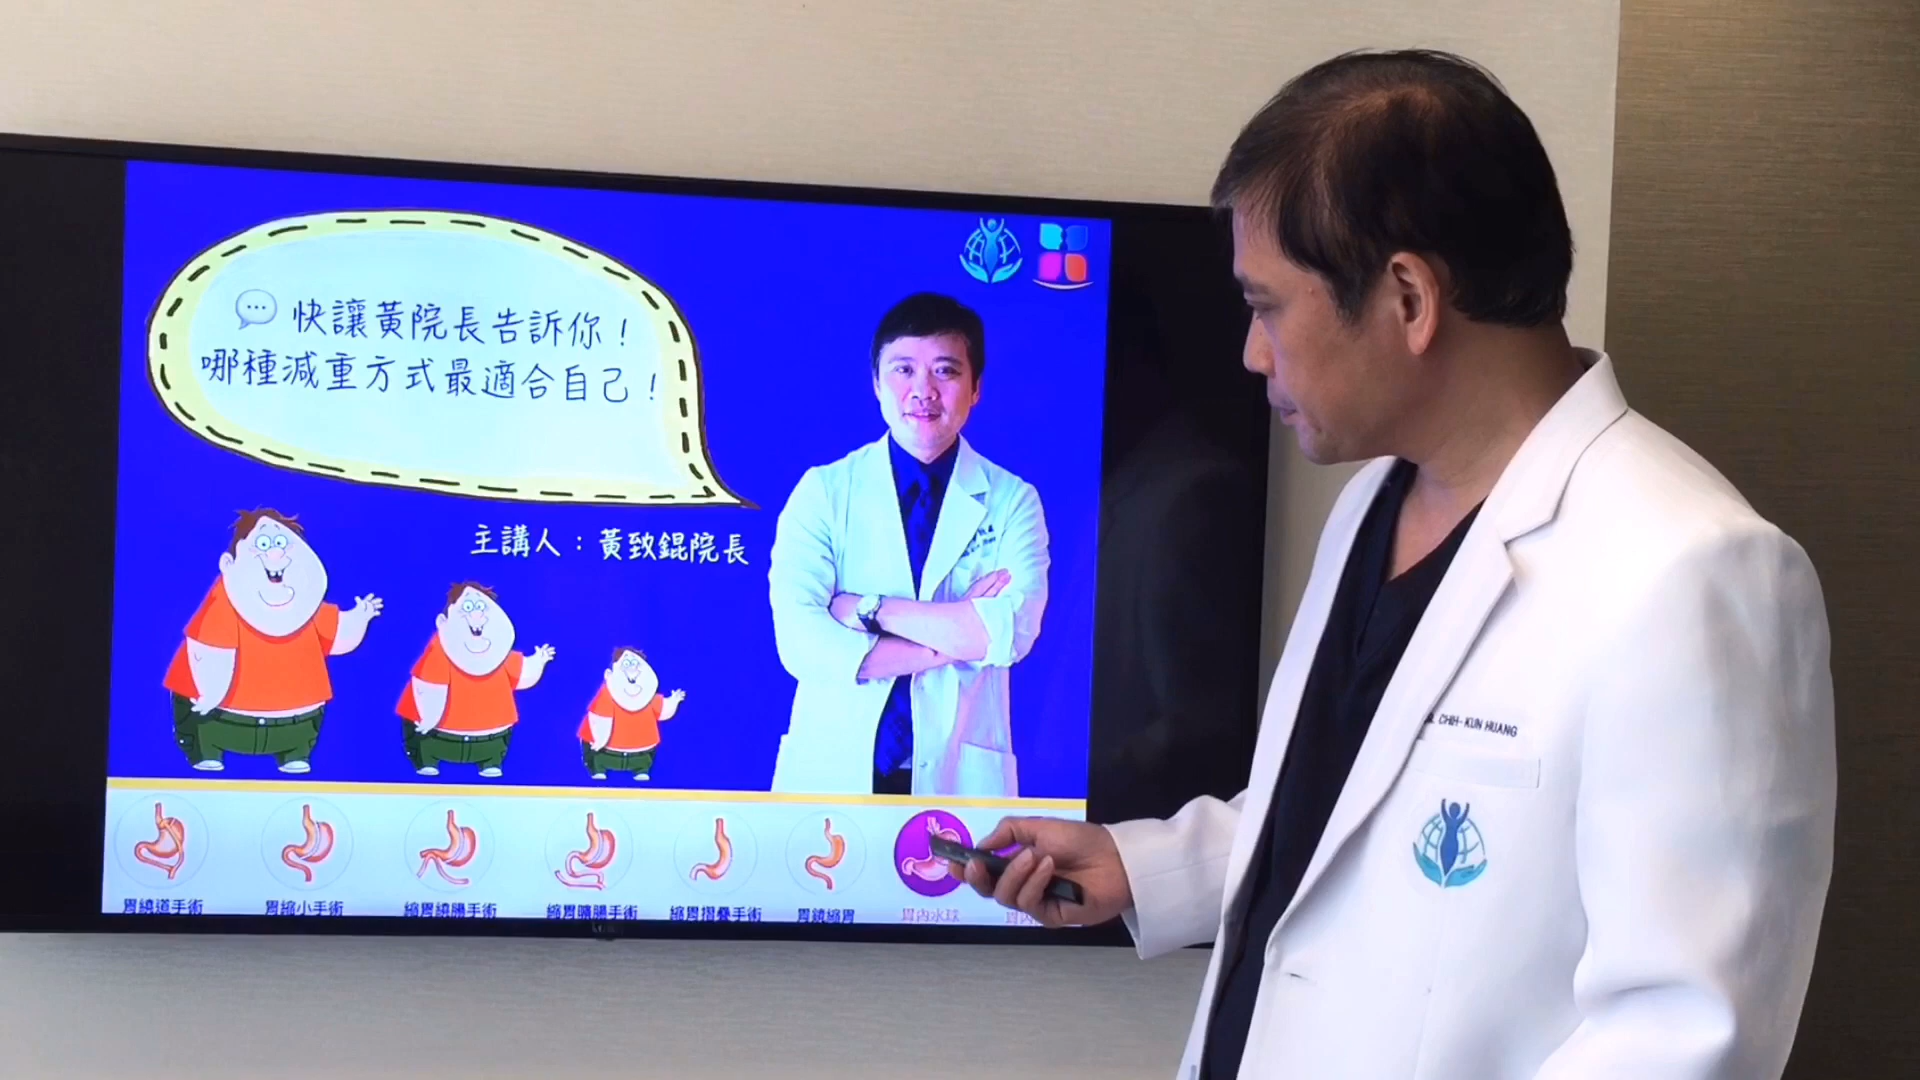 快讓黃院長告訴你！
哪種減重方式最適合自己！
主講人：黃致錕院長
胃繞道手術
胃縮小手術
縮胃繞腸手術
縮胃曠腸手術
縮胃摺疊手術
胃鏡縮胃
胃內水球
胃內
CHIH-KUN HUANG